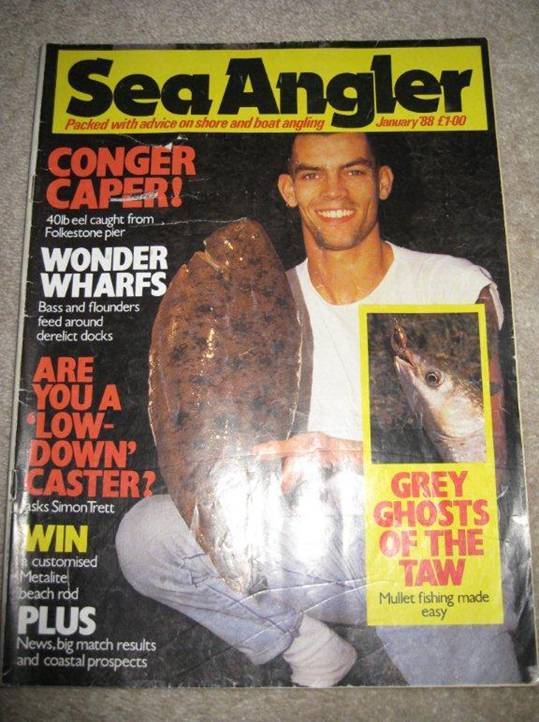 Sea Angler
Packed with advice on shore and boat angling
January '88 £1·00
CONGER
CAPER!
40lb eel caught from
Folkestone pier
WONDER
WHARFS
Bass and flounders
feed around
derelict docks
ARE
YOU A
'LOW-
DOWN'
CASTER?
asks Simon Trett
WIN
a customised
Metalite
beach rod
PLUS
News, big match results
and coastal prospects
GREY
GHOSTS
OF THE
TAW
Mullet fishing made
easy